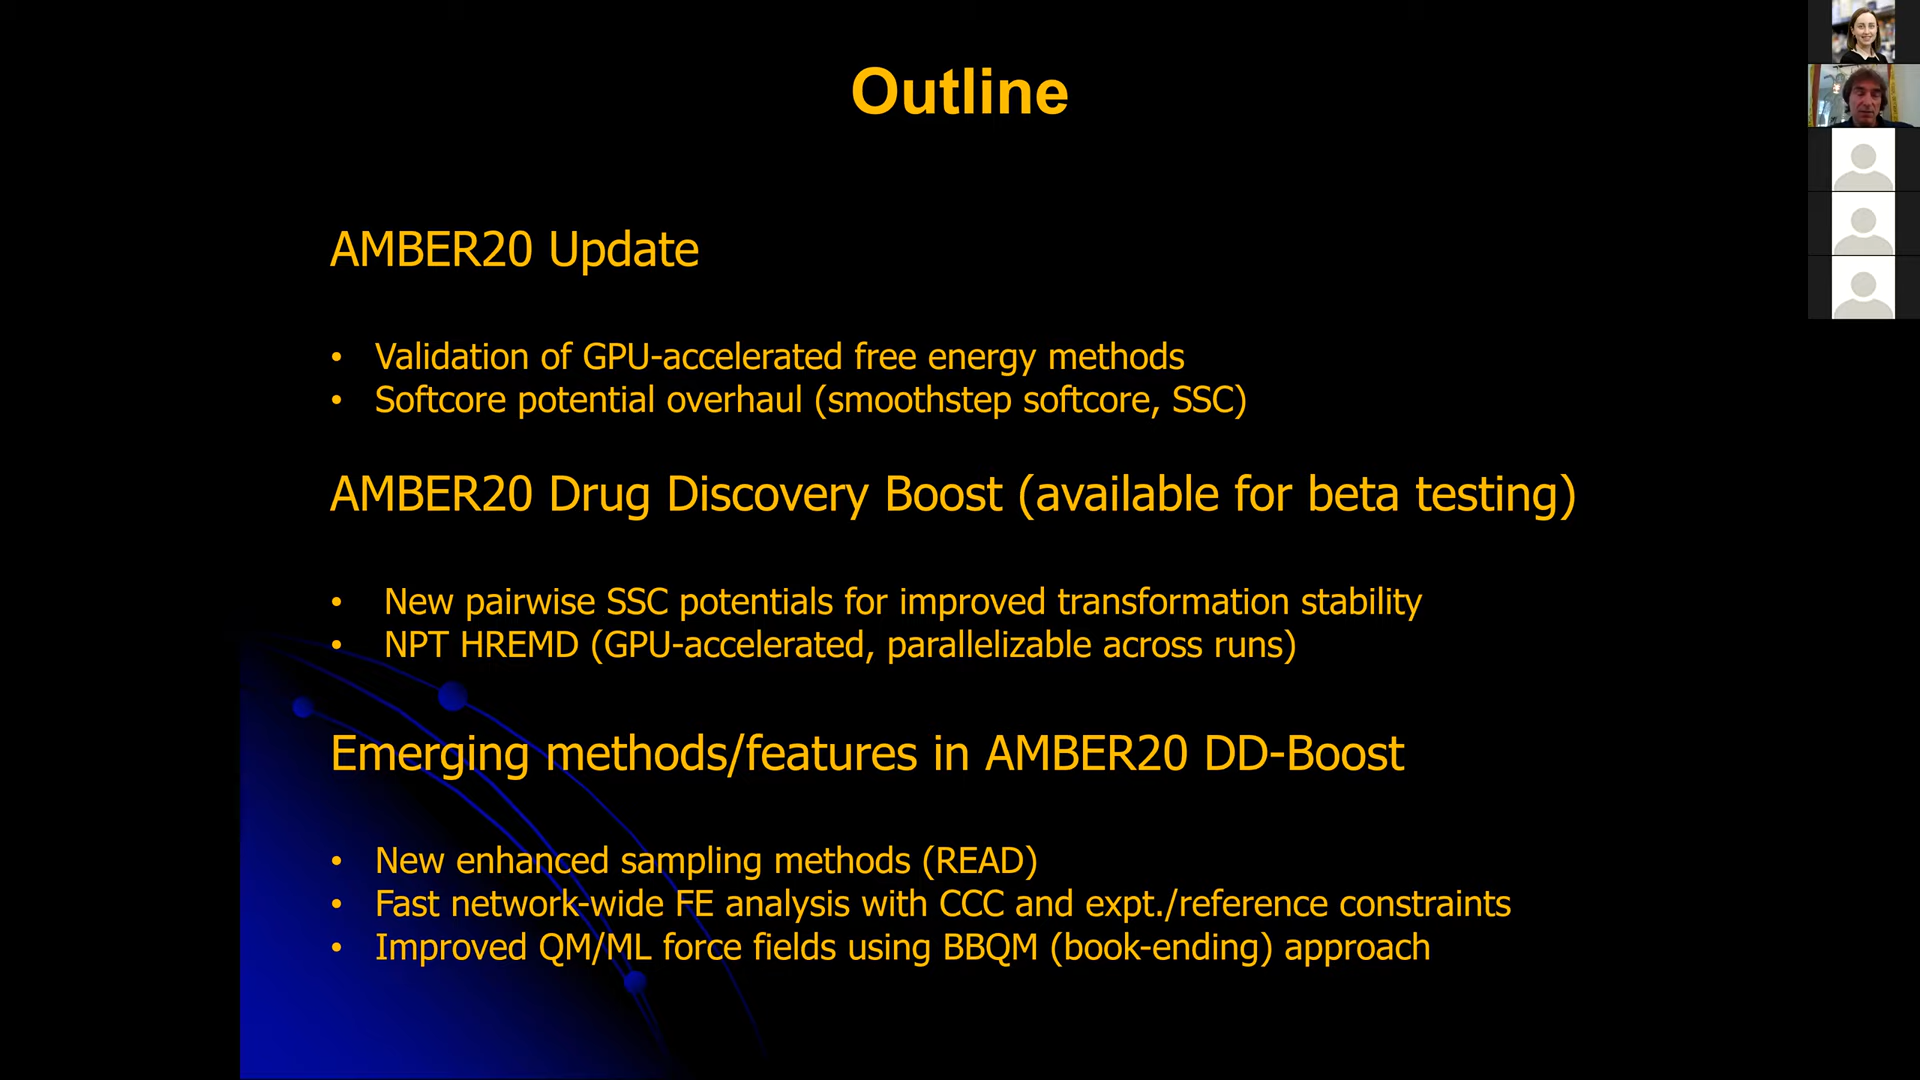 Outline
AMBER20 Update
• Validation of GPU-accelerated free energy methods
• Softcore potential overhaul (smoothstep softcore, SSC)
AMBER20 Drug Discovery Boost (available for beta testing)
• New pairwise SSC potentials for improved transformation stability
• NPT HREMD (GPU-accelerated, parallelizable across runs)
Emerging methods/features in AMBER20 DD-Boost
• New enhanced sampling methods (READ)
• Fast network-wide FE analysis with CCC and expt./reference constraints
• Improved QM/ML force fields using BBQM (book-ending) approach